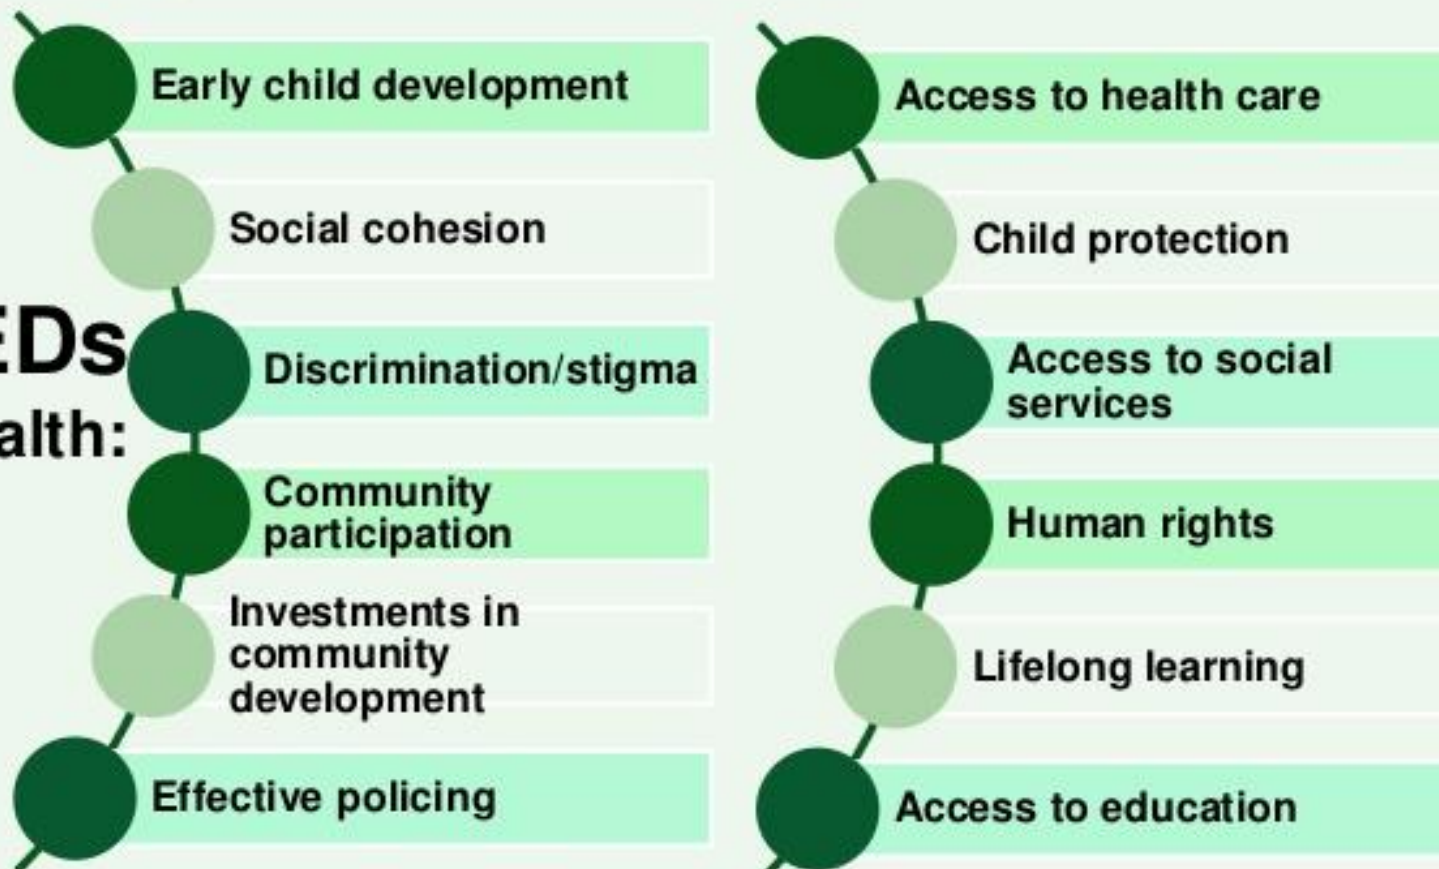 EDs
alth:
Early child development
Social cohesion
Discrimination/stigma
Community
participation
Investments in
community
development
Effective policing
Access to health care
Child protection
Access to social
services
Human rights
Lifelong learning
Access to education